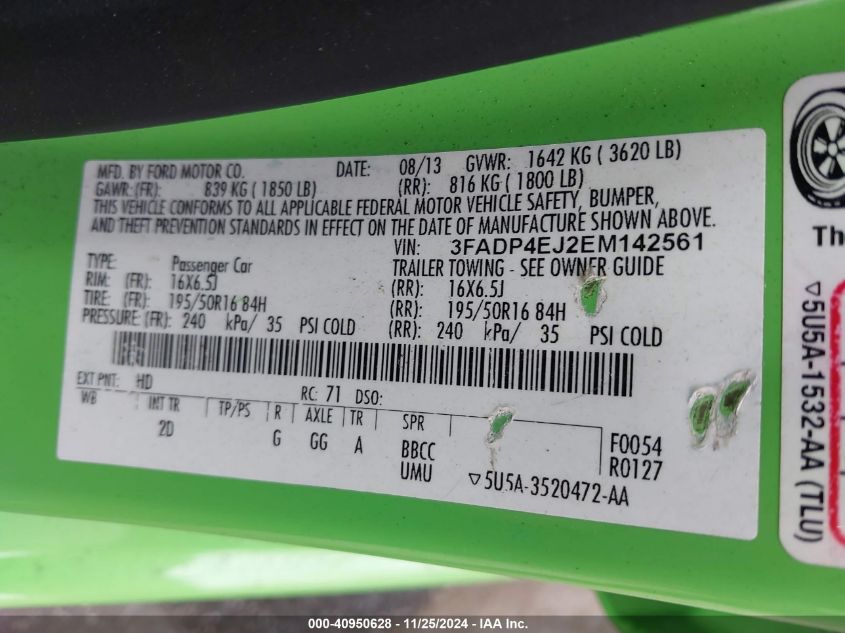 MFD. BY FORD MOTOR CO. DATE: 08/13 GVWR: 1642 KG ( 3620 LB)
GAWR: (FR): 839 KG ( 1850 LB) (RR): 816 KG ( 1800 LB)
THIS VEHICLE CONFORMS TO ALL APPLICABLE FEDERAL MOTOR VEHICLE SAFETY, BUMPER,
AND THEFT PREVENTION STANDARDS IN EFFECT ON THE DATE OF MANUFACTURE SHOWN ABOVE.
VIN: 3FADP4EJ2EM142561
TYPE: Passenger Car TRAILER TOWING - SEE OWNER GUIDE
RIM: (FR): 16X6.5J (RR): 16X6.5J
TIRE: (FR): 195/50R16 84H (RR): 195/50R16 84H
PRESSURE: (FR): 240 kPa/ 35 PSI COLD (RR): 240 kPa/ 35 PSI COLD
EXT PNT: HD RC: 71 DSO:
WB INT TR TP/PS R AXLE TR SPR
2D G GG A BBCC F0054
UMU R0127
▽5U5A-3520472-AA
Th
▽5U5A-1532-AA (TLU)
000-40950628 - 11/25/2024 - IAA Inc.